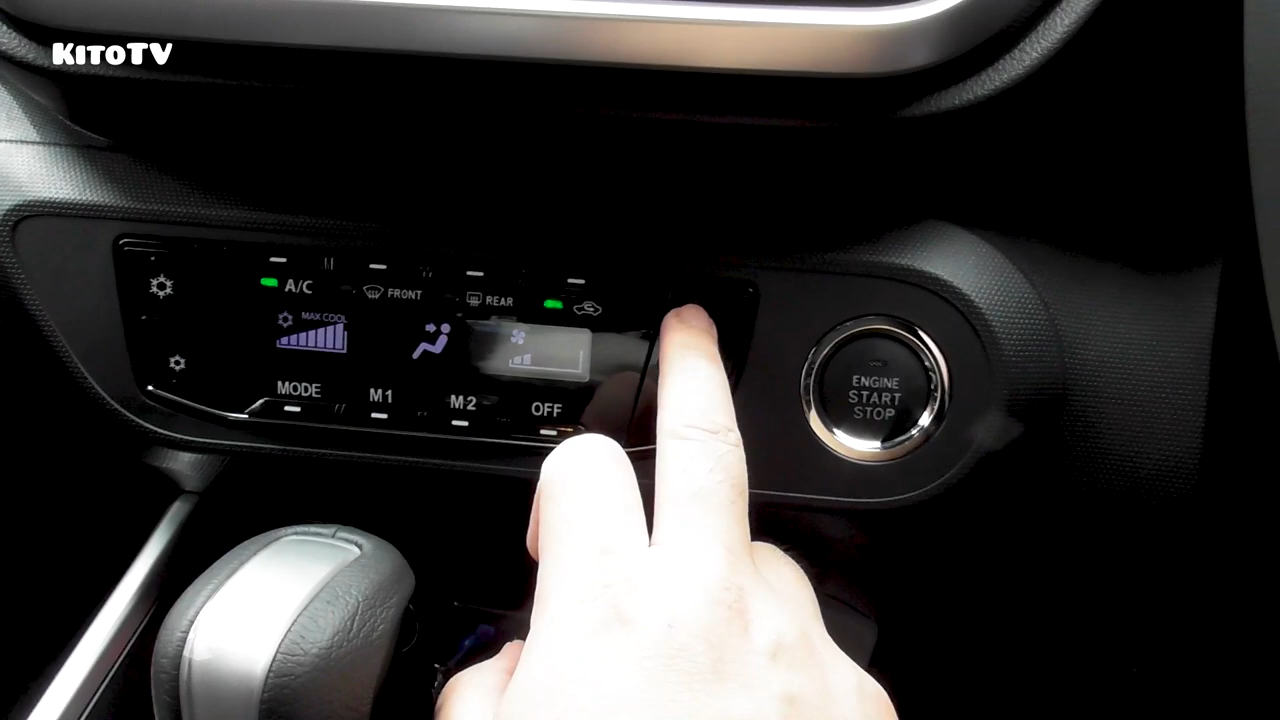 KITOTV
A/C
FRONT
REAR
MAX COOL
MODE
M1
M2
OFF
ENGINE
START
STOP